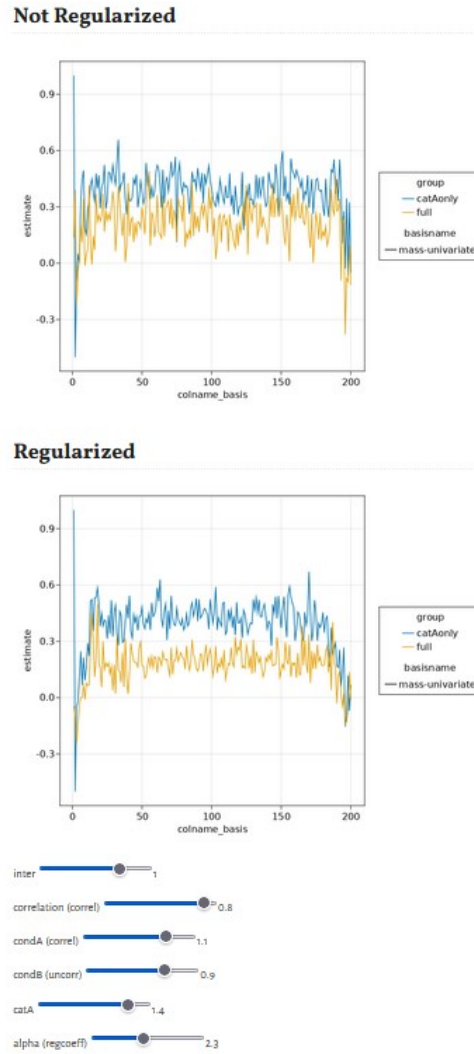 Not Regularized
0.9
0.6
0.3
0.0
-0.3
estimate
0 50 100 150 200
colname_basis
group
catAonly
full
basisname
mass-univariate
Regularized
0.9
0.6
0.3
0.0
-0.3
estimate
0 50 100 150 200
colname_basis
group
catAonly
full
basisname
mass-univariate
inter 1
correlation (correl) 0.8
condA (correl) 1.1
condB (uncorr) 0.9
catA 1.4
alpha (regcoeff) 2.3